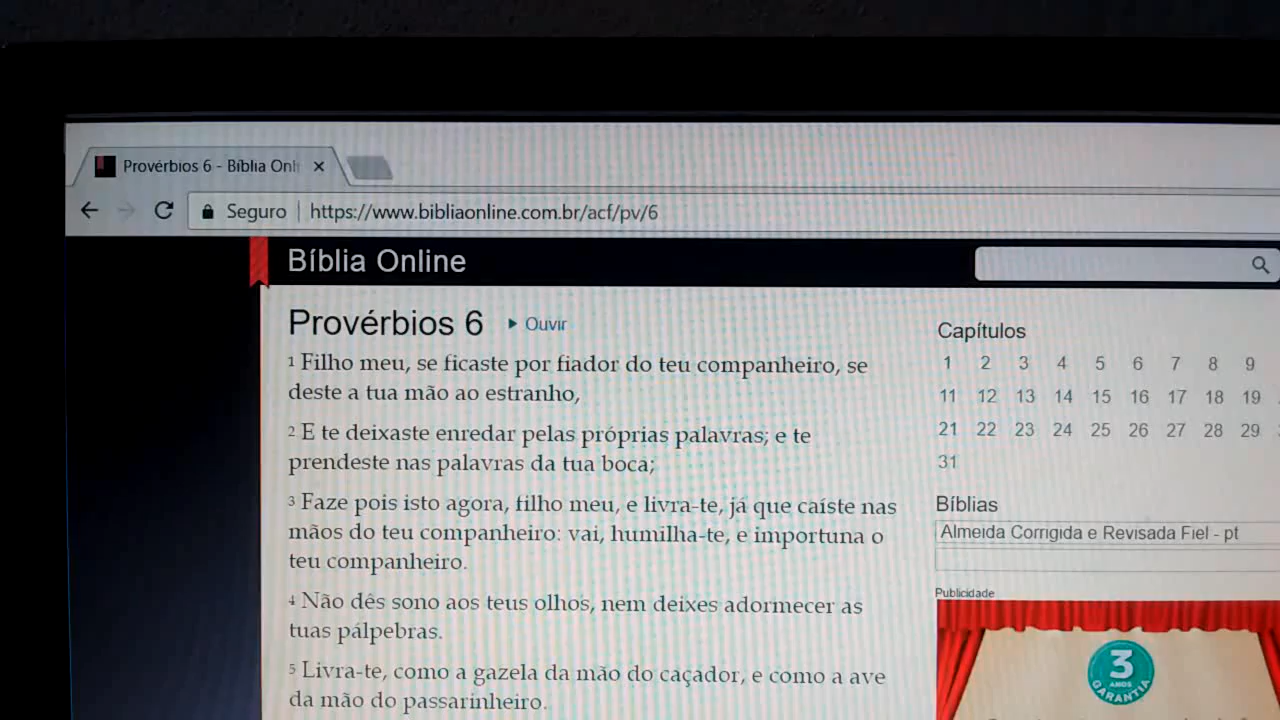 Provérbios 6 - Bíblia Onli
Seguro
https://www.bibliaonline.com.br/acf/pv/6
Bíblia Online
Provérbios 6
Ouvir
1 Filho meu, se ficaste por fiador do teu companheiro, se
deste a tua mão ao estranho,
2 E te deixaste enredar pelas próprias palavras; e te
prendeste nas palavras da tua boca;
3 Faze pois isto agora, filho meu, e livra-te, já que caíste nas
mãos do teu companheiro: vai, humilha-te, e importuna o
teu companheiro.
4 Não dês sono aos teus olhos, nem deixes adormecer as
tuas pálpebras.
5 Livra-te, como a gazela da mão do caçador, e como a ave
da mão do passarinheiro.
Capítulos
1 2 3 4 5 6 7 8 9
11 12 13 14 15 16 17 18 19
21 22 23 24 25 26 27 28 29
31
Bíblias
Almeida Corrigida e Revisada Fiel - pt
Publicidade
3
ANOS
GARANTIA